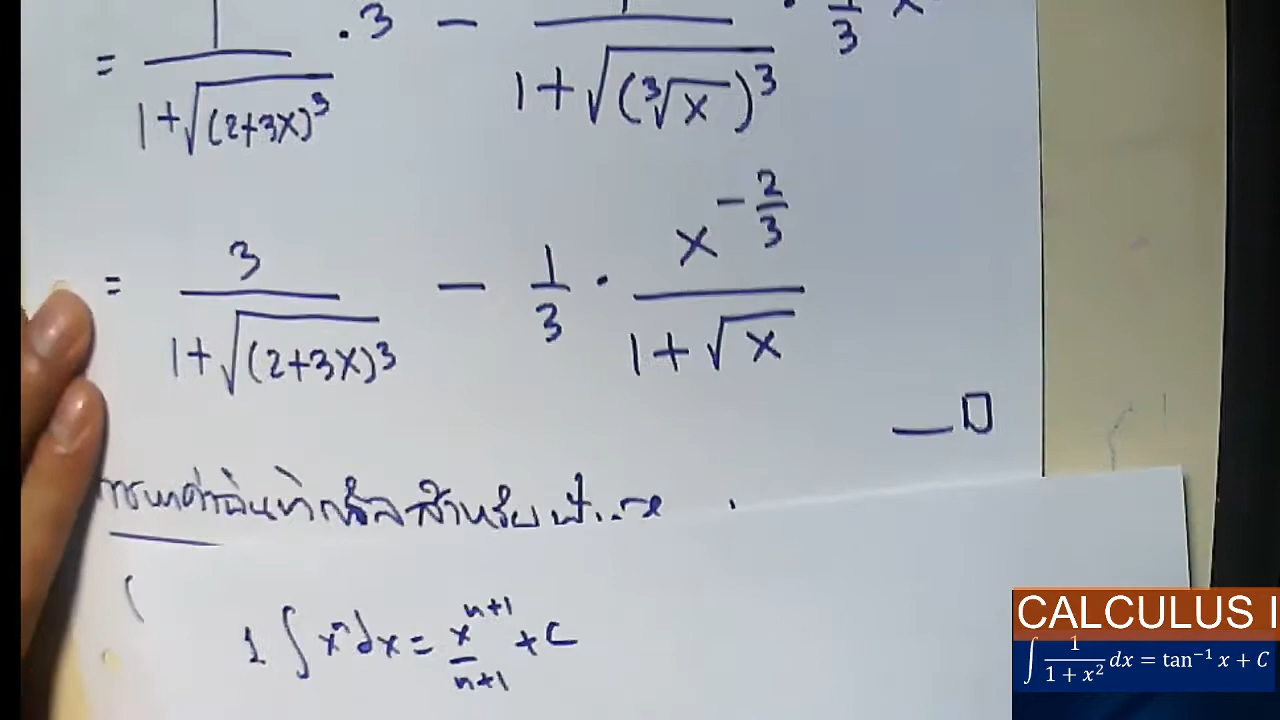 = 1/(1+√(2+3x)³) · 3 − 1/(1+√(∛x)³) · 1/3 x
= 3/(1+√(2+3x)³) − 1/3 · x^(-2/3)/(1+√x)
1 ∫ xⁿ dx = x^(n+1)/(n+1) + C
CALCULUS I
∫ 1/(1+x²) dx = tan⁻¹ x + C